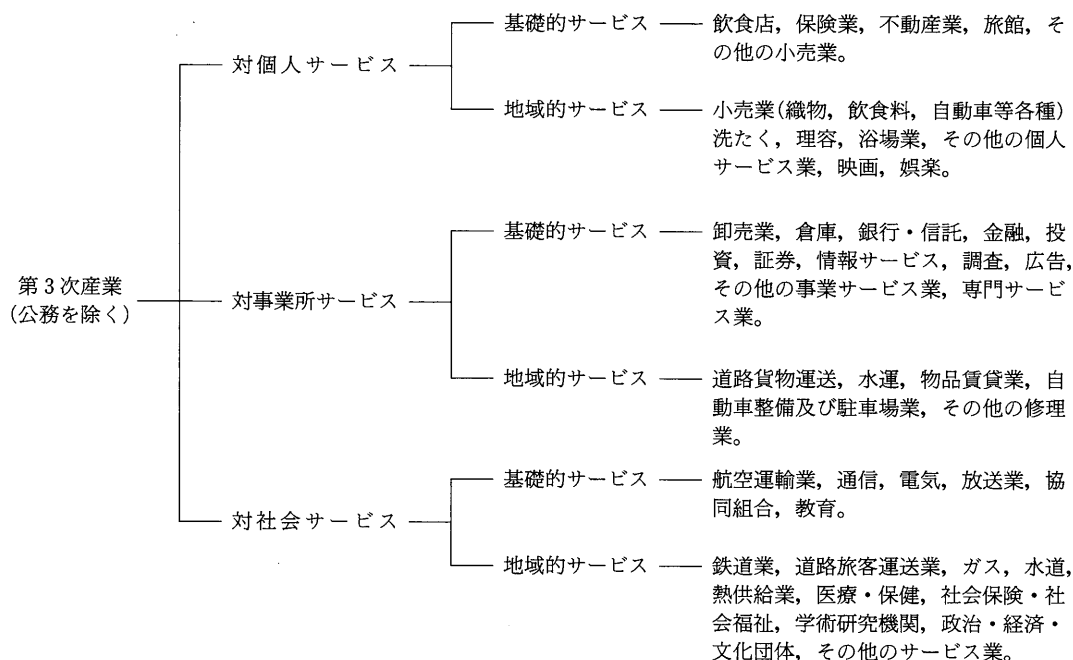 基礎的サービス
飲食店,保険業,不動産業,旅館,そ
の他の小売業。
対個人サービス
地域的サービス
小売業(織物,飲食料,自動車等各種)
洗たく,理容,浴場業,その他の個人
サービス業,映画,娯楽。
第3次産業
(公務を除く)
対事業所サービス
基礎的サービス
卸売業,倉庫,銀行・信託,金融,投
資,証券,情報サービス,調査,広告,
その他の事業サービス業,専門サービ
ス業。
地域的サービス
道路貨物運送,水運,物品賃貸業,自
動車整備及び駐車場業,その他の修理
業。
対社会サービス
基礎的サービス
航空運輸業,通信,電気,放送業,協
同組合,教育。
地域的サービス
鉄道業,道路旅客運送業,ガス,水道,
熱供給業,医療・保健,社会保険・社
会福祉,学術研究機関,政治・経済・
文化団体,その他のサービス業。